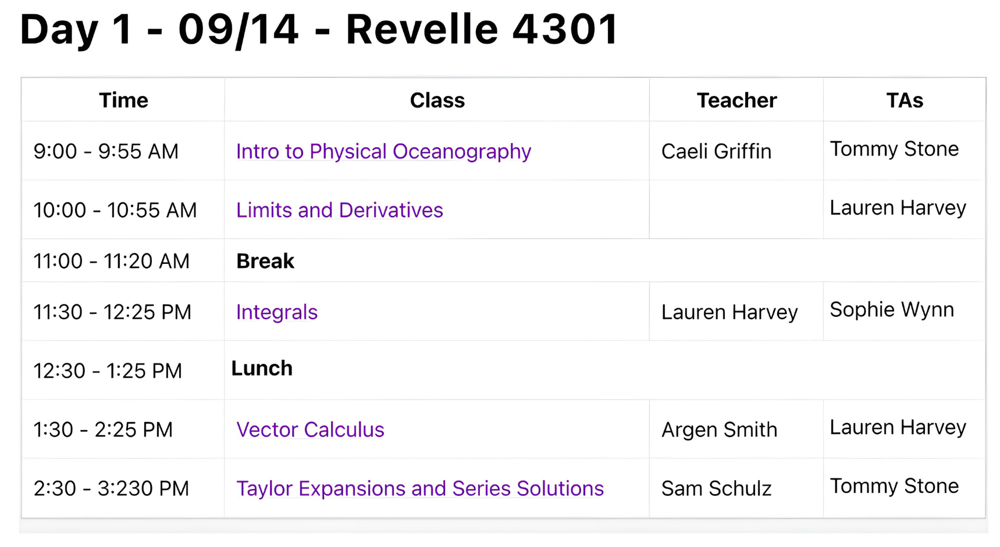 Day 1 - 09/14 - Revelle 4301
Time Class Teacher TAs
9:00 - 9:55 AM Intro to Physical Oceanography Caeli Griffin Tommy Stone
10:00 - 10:55 AM Limits and Derivatives Lauren Harvey
11:00 - 11:20 AM Break
11:30 - 12:25 PM Integrals Lauren Harvey Sophie Wynn
12:30 - 1:25 PM Lunch
1:30 - 2:25 PM Vector Calculus Argen Smith Lauren Harvey
2:30 - 3:230 PM Taylor Expansions and Series Solutions Sam Schulz Tommy Stone